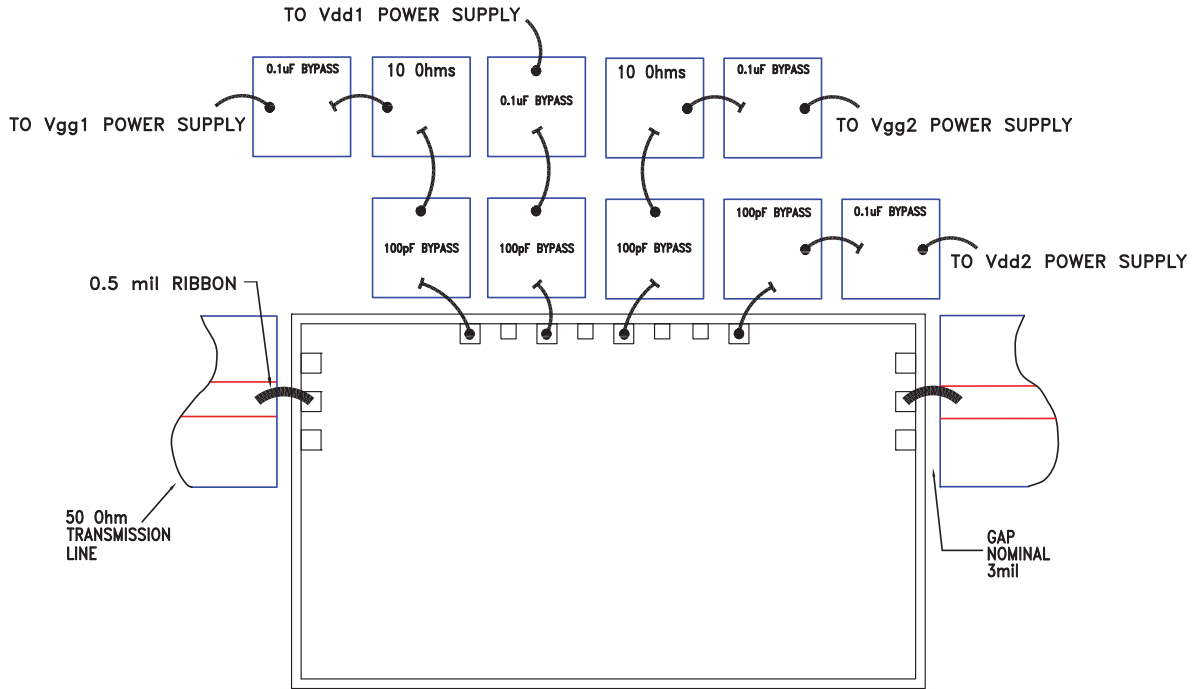 TO Vdd1 POWER SUPPLY
0.1uF BYPASS
10 Ohms
0.1uF BYPASS
10 Ohms
0.1uF BYPASS
TO Vgg1 POWER SUPPLY
TO Vgg2 POWER SUPPLY
100pF BYPASS
100pF BYPASS
100pF BYPASS
100pF BYPASS
0.1uF BYPASS
TO Vdd2 POWER SUPPLY
0.5 mil RIBBON
50 Ohm
TRANSMISSION
LINE
GAP
NOMINAL
3mil